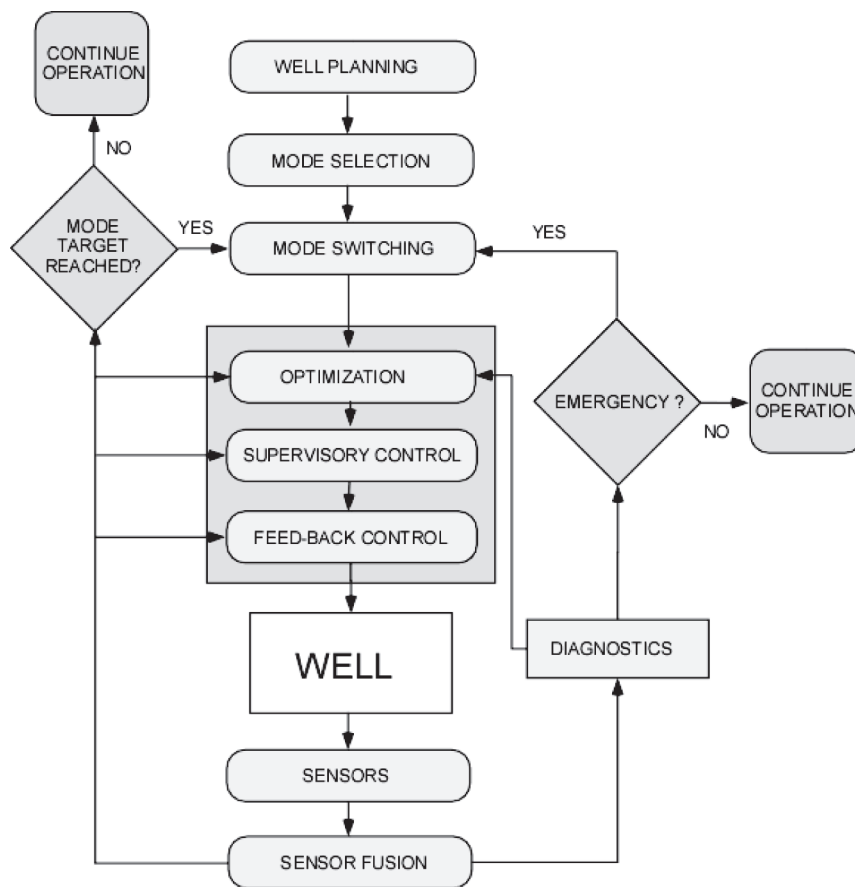 CONTINUE
OPERATION
WELL PLANNING
NO
MODE SELECTION
MODE
TARGET
REACHED?
YES
MODE SWITCHING
YES
OPTIMIZATION
EMERGENCY ?
CONTINUE
OPERATION
NO
SUPERVISORY CONTROL
FEED-BACK CONTROL
WELL
DIAGNOSTICS
SENSORS
SENSOR FUSION